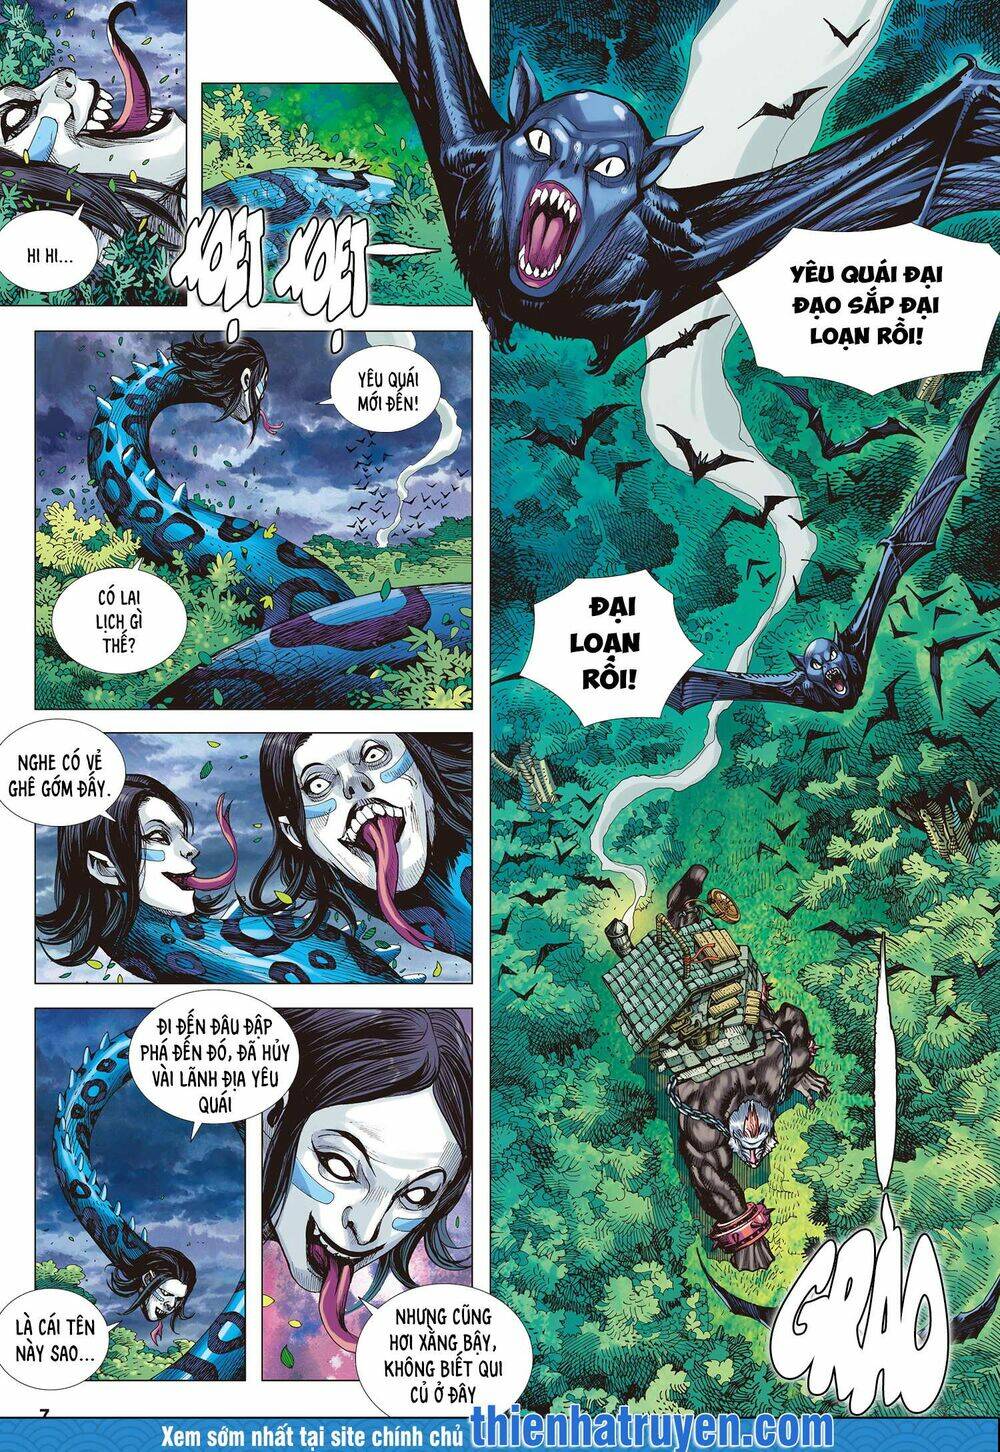 YÊU QUÁI ĐẠI
ĐẠO SẮP ĐẠI
LOẠN RỒI!
HI HI...
XOẸT XOẸT
YÊU QUÁI
MỚI ĐẾN!
CÓ LAI
LỊCH GÌ
THẾ?
ĐẠI
LOẠN
RỒI!
NGHE CÓ VẺ
GHÊ GỚM ĐẤY.
ĐI ĐẾN ĐÂU ĐẬP
PHÁ ĐẾN ĐÓ, ĐÃ HỦY
VÀI LÃNH ĐỊA YÊU
QUÁI
LÀ CÁI TÊN
NÀY SAO...
NHƯNG CŨNG
HƠI XẰNG BẬY,
KHÔNG BIẾT QUI
CỦ Ở ĐÂY
GRÀO
7
Xem sớm nhất tại site chính chủ thienhatruyen.com